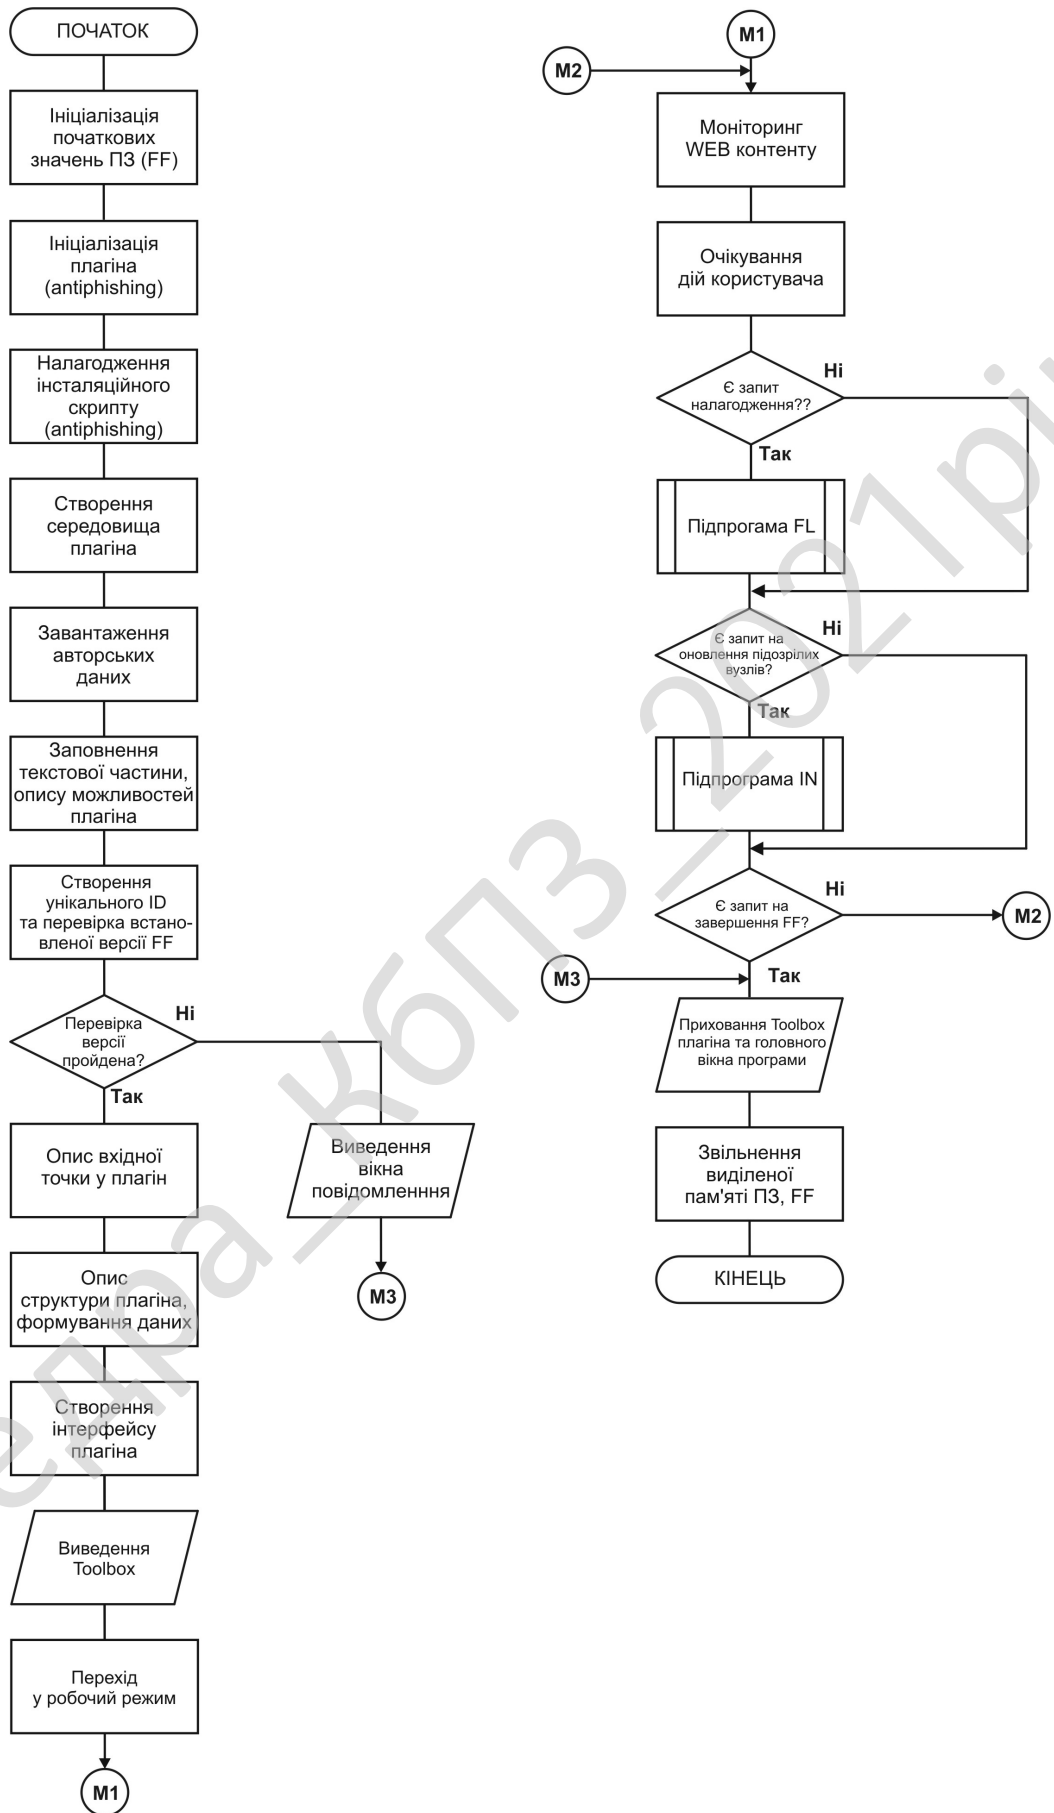 ПОЧАТОК
Ініціалізація
початкових
значень ПЗ (FF)
Ініціалізація
плагіна
(antiphishing)
Налагодження
інсталяційного
скрипту
(antiphishing)
Створення
середовища
плагіна
Завантаження
авторських
даних
Заповнення
текстової частини,
опису можливостей
плагіна
Створення
унікального ID
та перевірка встано-
вленої версії FF
Перевірка
версії
пройдена?
Ні
Так
Опис вхідної
точки у плагін
Виведення
вікна
повідомленння
M3
Опис
структури плагіна,
формування даних
Створення
інтерфейсу
плагіна
Виведення
Toolbox
Перехід
у робочий режим
M1
M1
M2
Моніторинг
WEB контенту
Очікування
дій користувача
Є запит
налагодження??
Ні
Так
Підпрогама FL
Є запит на
оновлення підозрілих
вузлів?
Ні
Так
Підпрограма IN
Є запит на
завершення FF?
Ні
M2
Так
M3
Приховання Toolbox
плагіна та головного
вікна програми
Звільнення
виділеної
пам'яті ПЗ, FF
КІНЕЦЬ